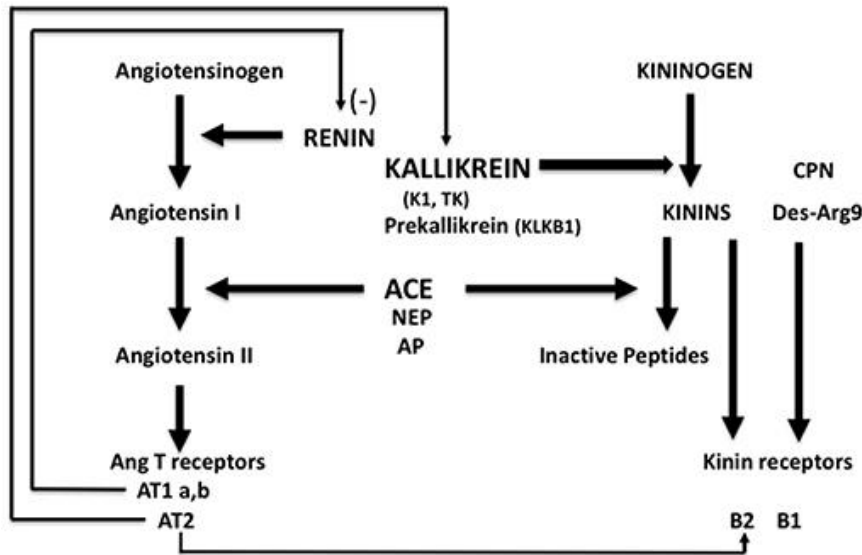 Angiotensinogen
KININOGEN
(-)
RENIN
KALLIKREIN
(K1, TK)
Prekallikrein (KLKB1)
CPN
Angiotensin I
KININS
Des-Arg9
ACE
NEP
AP
Angiotensin II
Inactive Peptides
Ang T receptors
Kinin receptors
AT1 a,b
AT2
B2
B1